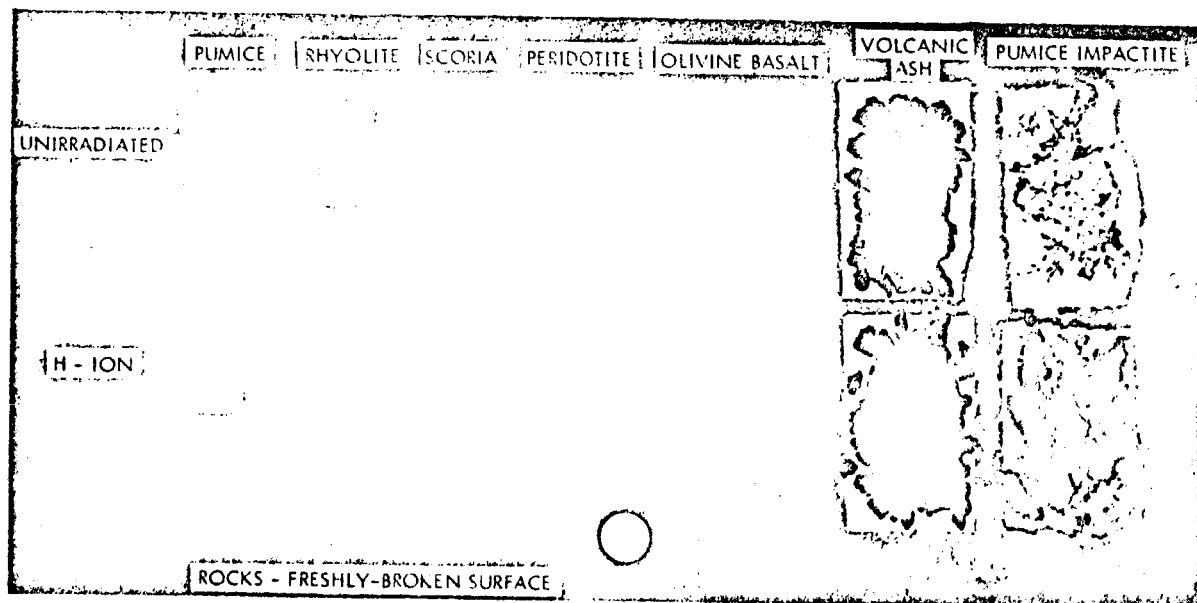 PUMICE RHYOLITE SCORIA PERIDOTITE OLIVINE BASALT VOLCANIC ASH PUMICE IMPACTITE
UNIRRADIATED
H - ION
ROCKS - FRESHLY-BROKEN SURFACE